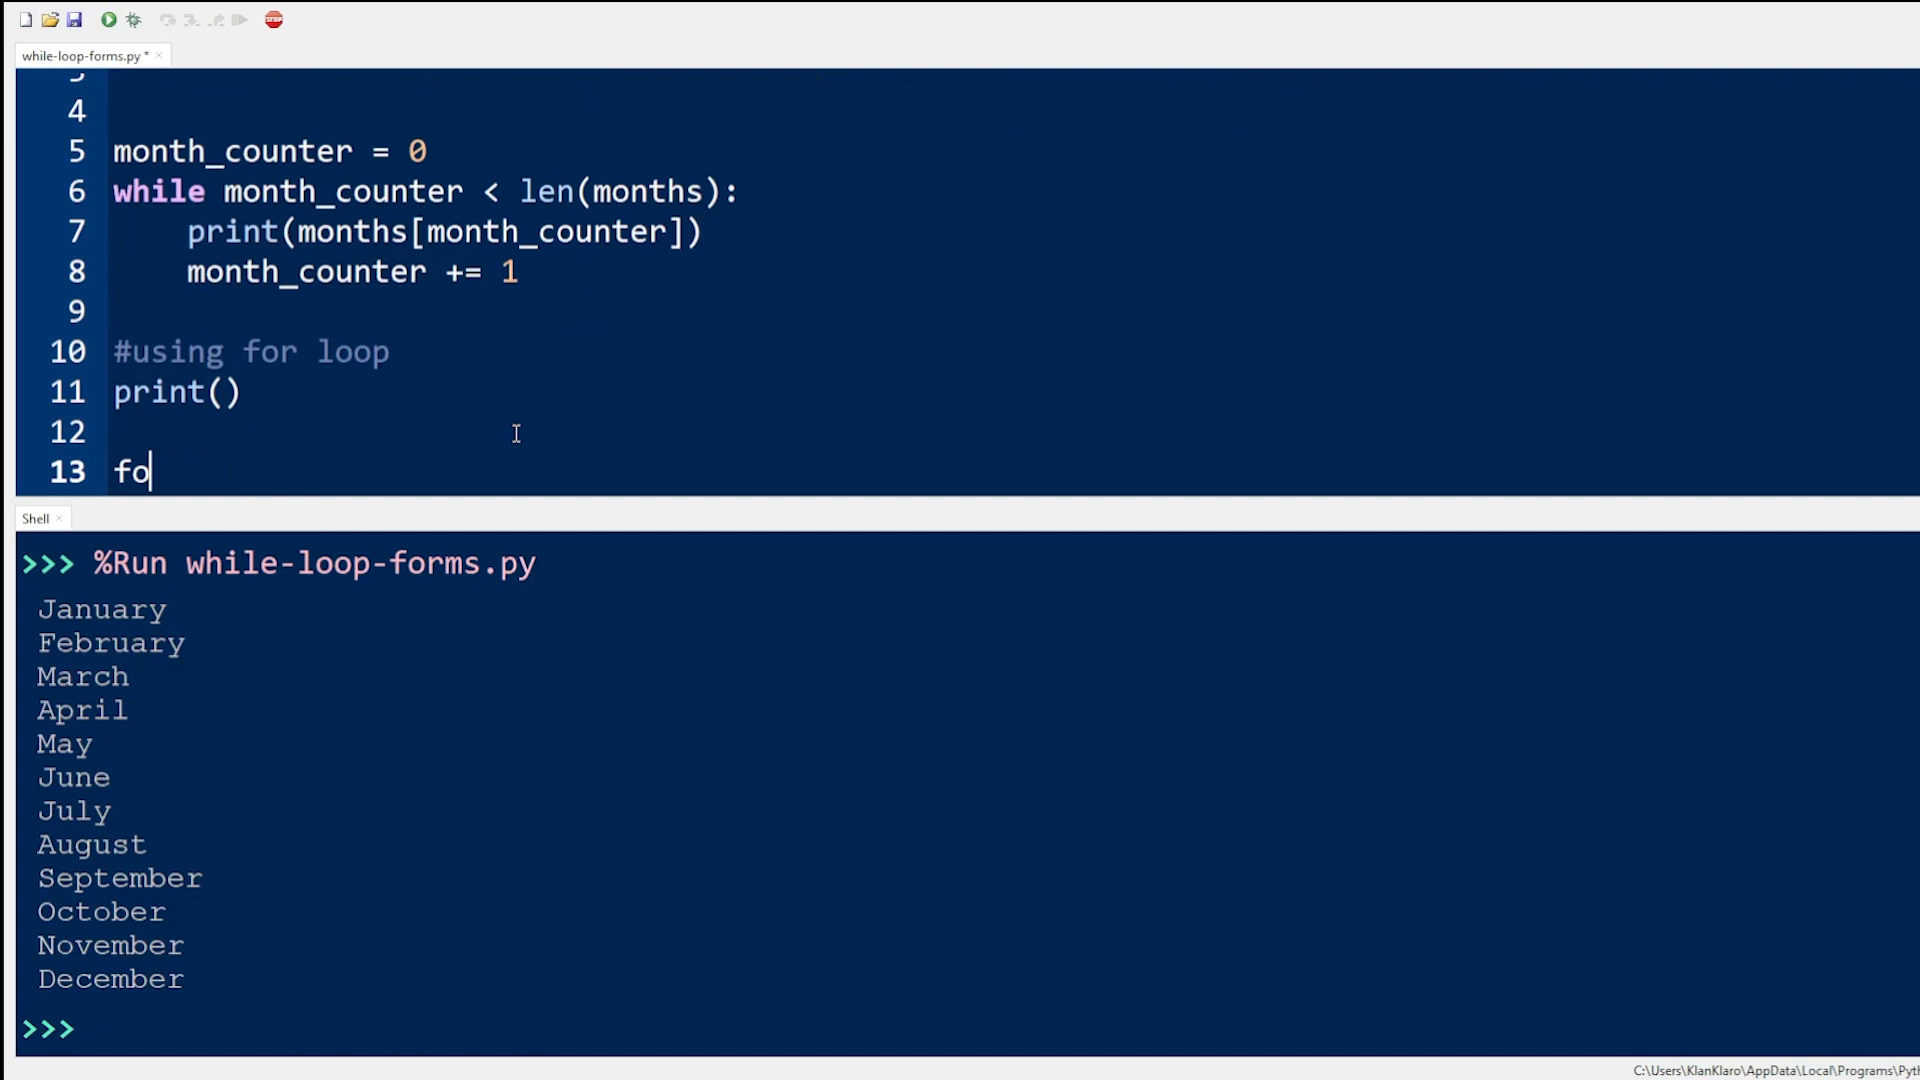 STOP
while-loop-forms.py *
4
5 month_counter = 0
6 while month_counter < len(months):
7 print(months[month_counter])
8 month_counter += 1
9
10 #using for loop
11 print()
12
13 fo
Shell
>>> %Run while-loop-forms.py
January
February
March
April
May
June
July
August
September
October
November
December
>>>
C:\Users\KlanKlaro\AppData\Local\Programs\Pyth